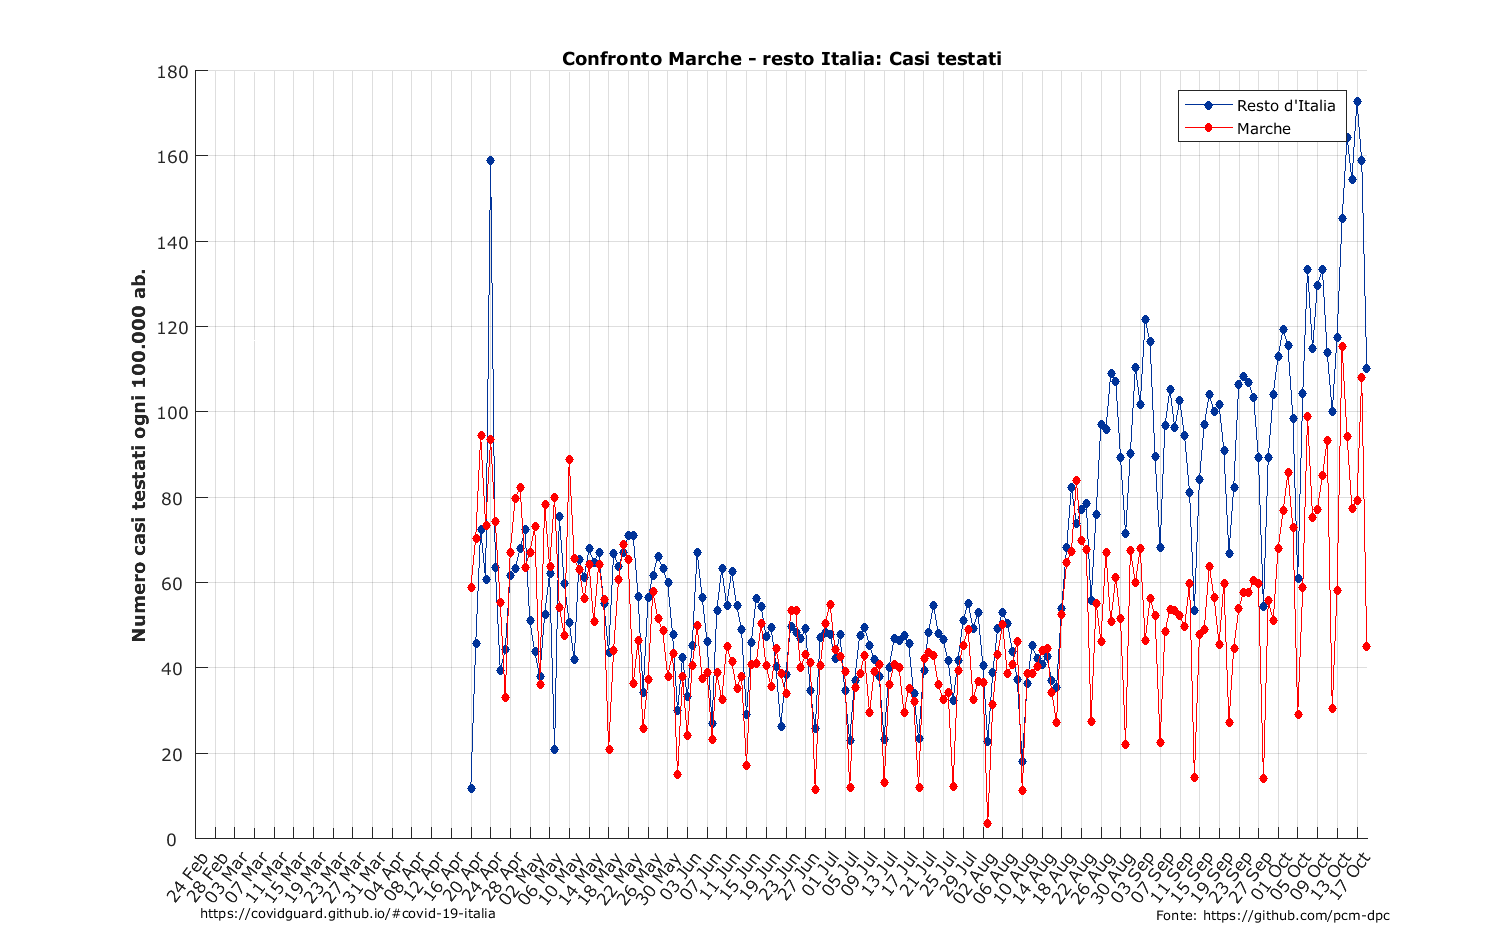 Confronto Marche - resto Italia: Casi testati
Numero casi testati ogni 100.000 ab.
180
160
140
120
100
80
60
40
20
0
Resto d'Italia
Marche
24 Feb
28 Feb
03 Mar
07 Mar
11 Mar
15 Mar
19 Mar
23 Mar
27 Mar
31 Mar
04 Apr
08 Apr
12 Apr
16 Apr
20 Apr
24 Apr
28 Apr
02 May
06 May
10 May
14 May
18 May
22 May
26 May
30 May
03 Jun
07 Jun
11 Jun
15 Jun
19 Jun
23 Jun
27 Jun
01 Jul
05 Jul
09 Jul
13 Jul
17 Jul
21 Jul
25 Jul
29 Jul
02 Aug
06 Aug
10 Aug
14 Aug
18 Aug
22 Aug
26 Aug
30 Aug
03 Sep
07 Sep
11 Sep
15 Sep
19 Sep
23 Sep
27 Sep
01 Oct
05 Oct
09 Oct
13 Oct
17 Oct
https://covidguard.github.io/#covid-19-italia
Fonte: https://github.com/pcm-dpc